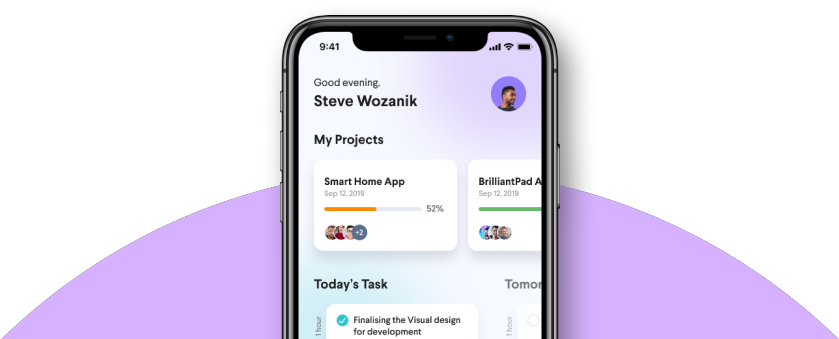 9:41
Good evening,
Steve Wozanik
My Projects
Smart Home App
Sep 12, 2019
52%
+2
BrilliantPad A
Sep 12, 2019
Today's Task
Tomor
1 hour
Finalising the Visual design
for development
1 hour